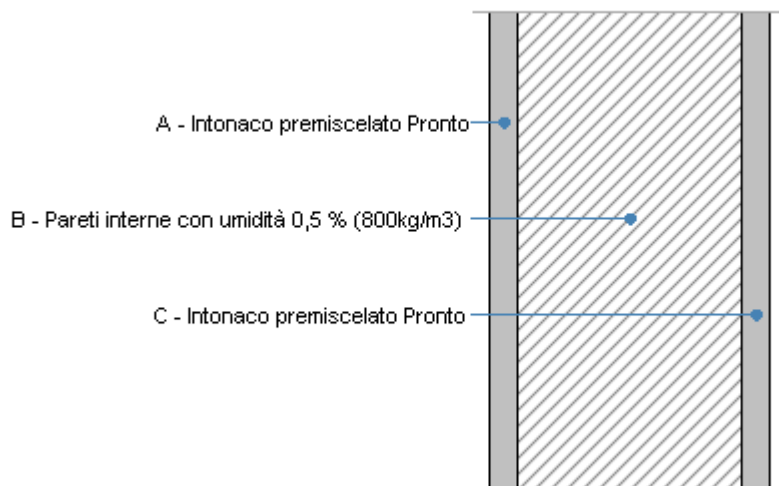 A - Intonaco premiscelato Pronto
B - Pareti interne con umidità 0,5 % (800kg/m3)
C - Intonaco premiscelato Pronto